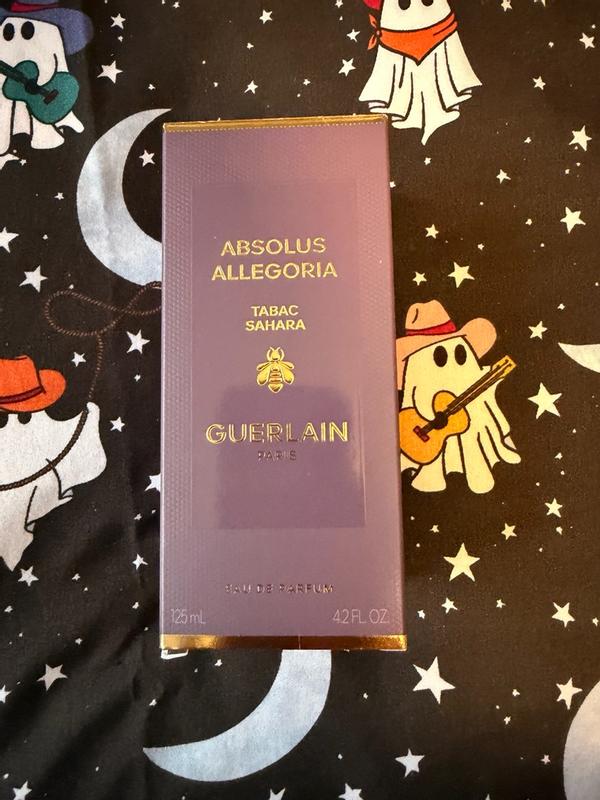 ABSOLUS
ALLEGORIA
TABAC
SAHARA
GUERLAIN
PARIS
EAU DE PARFUM
125 mL 4.2 FL. OZ.